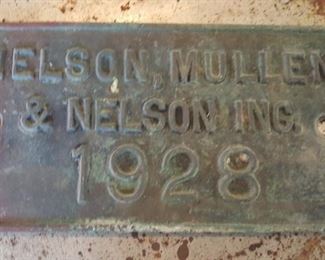 NELSON, MULLEN
& NELSON INC.
1928